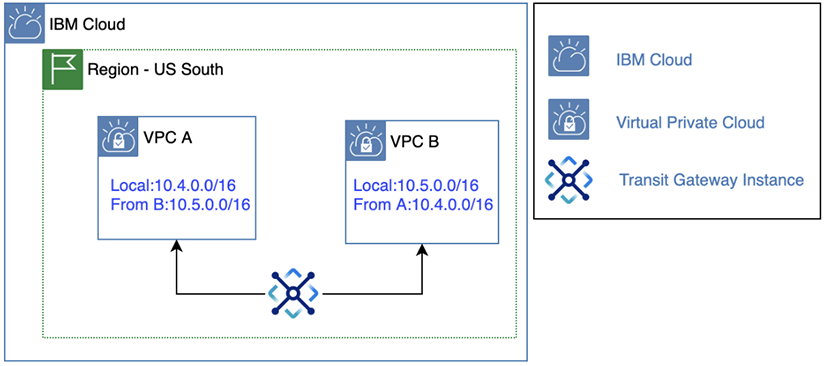 IBM Cloud
Region - US South
VPC A
Local:10.4.0.0/16
From B:10.5.0.0/16
VPC B
Local:10.5.0.0/16
From A:10.4.0.0/16
IBM Cloud
Virtual Private Cloud
Transit Gateway Instance